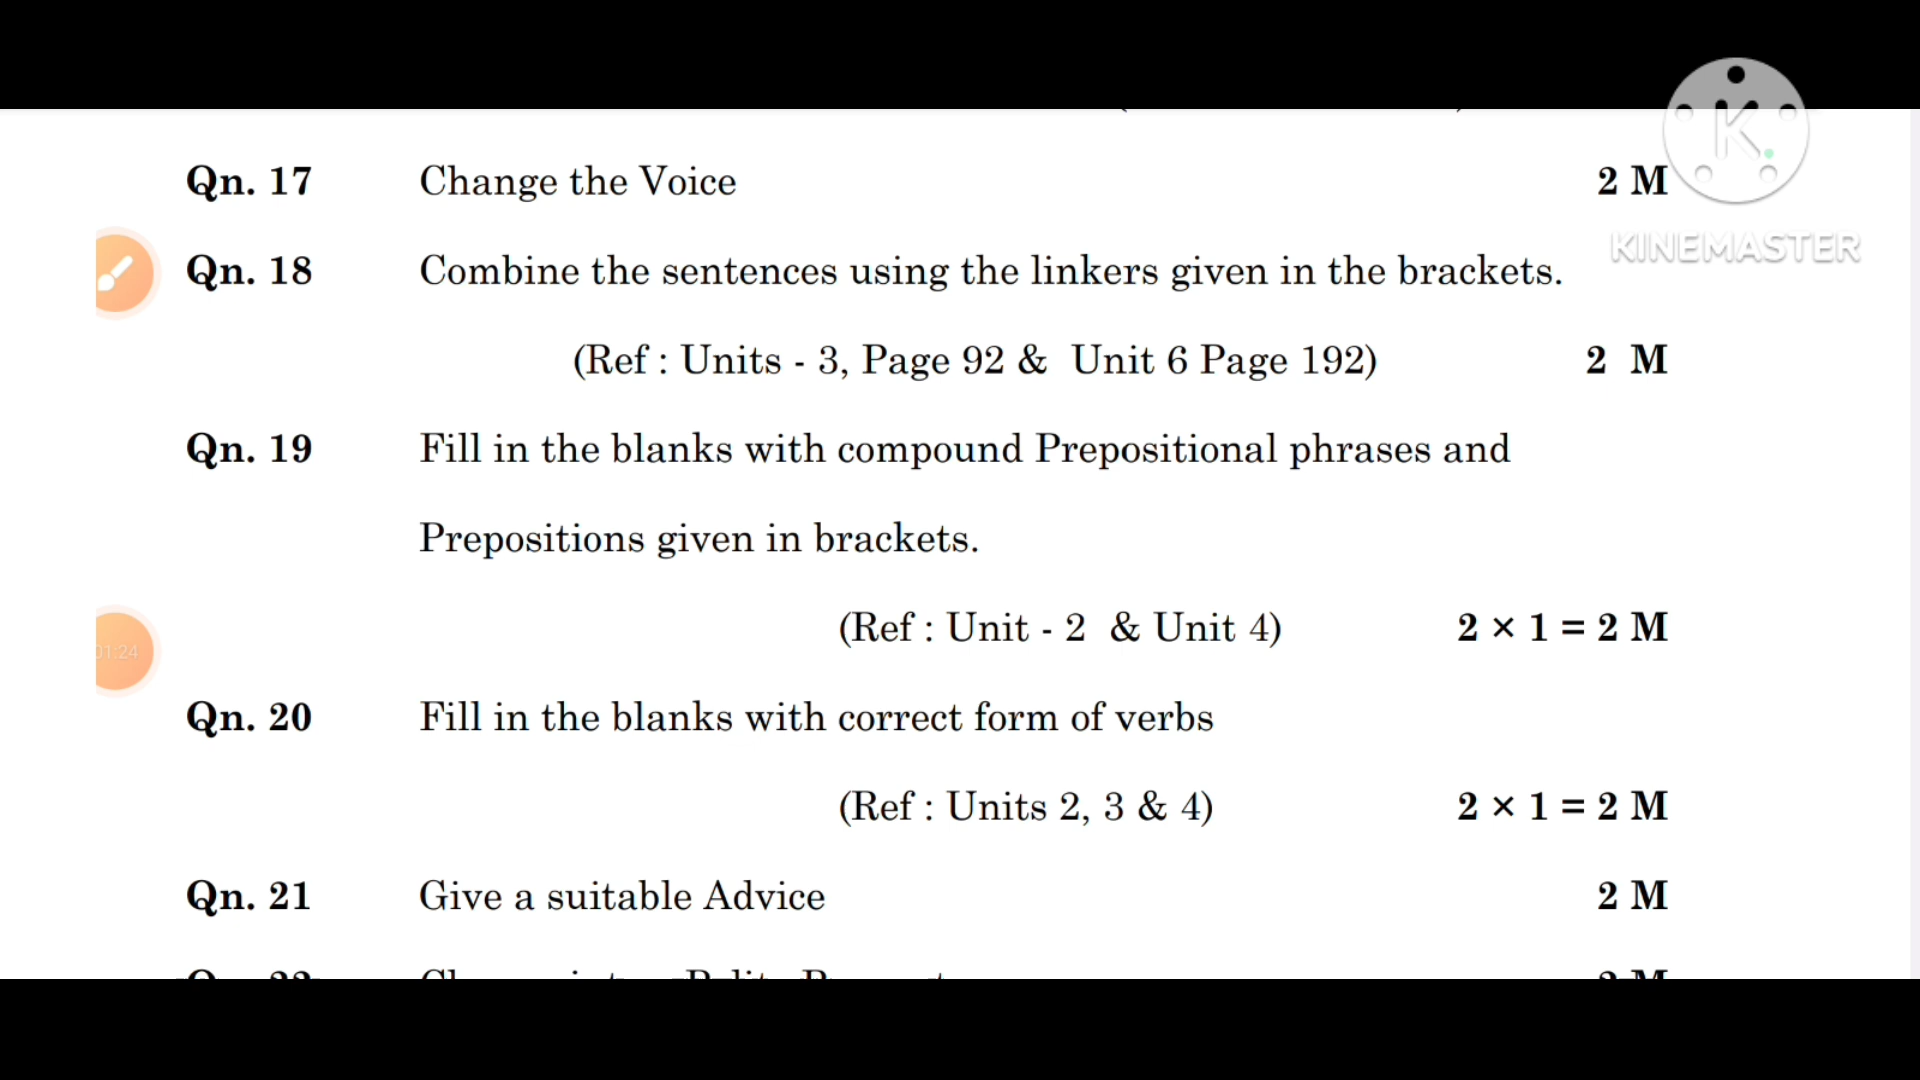 Qn. 17 Change the Voice 2 M
KINEMASTER
Qn. 18 Combine the sentences using the linkers given in the brackets.
(Ref : Units - 3, Page 92 & Unit 6 Page 192) 2 M
Qn. 19 Fill in the blanks with compound Prepositional phrases and
Prepositions given in brackets.
(Ref : Unit - 2 & Unit 4) 2 × 1 = 2 M
01:24
Qn. 20 Fill in the blanks with correct form of verbs
(Ref : Units 2, 3 & 4) 2 × 1 = 2 M
Qn. 21 Give a suitable Advice 2 M